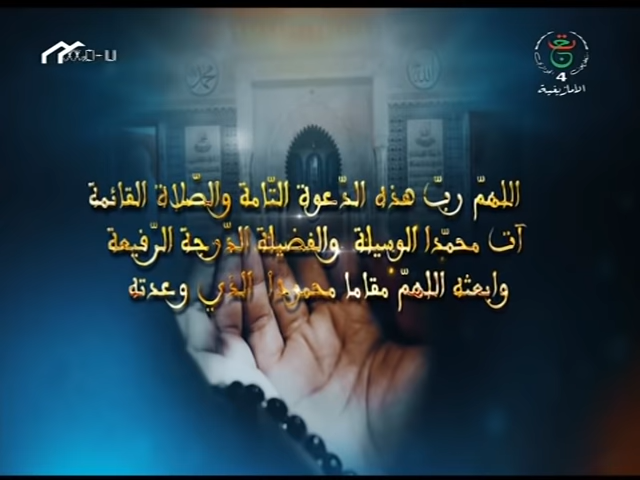 4
الأمازيغية
اللهمّ ربّ هذه الدّعوة التّامة والصّلاة القائمة
آت محمّدا الوسيلة والفضيلة الدّرجة الرّفيعة
وابعثه اللهمّ مقاما محمودا الذي وعدته